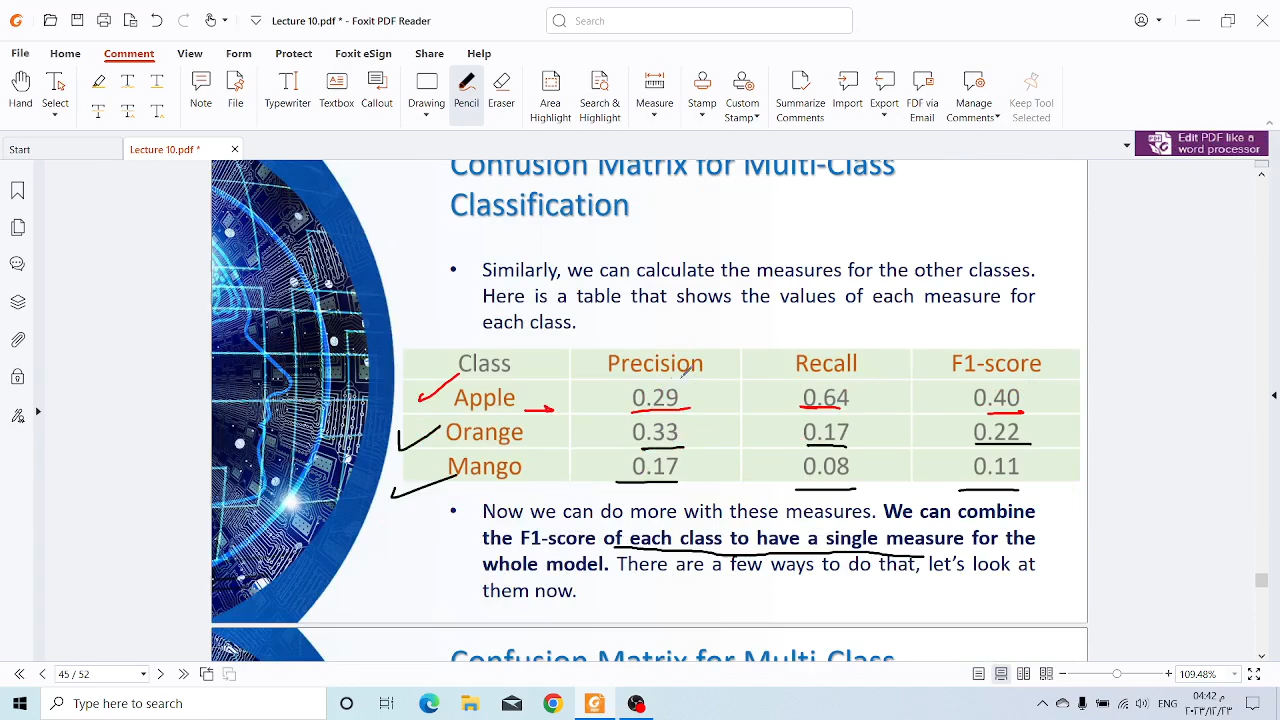 Lecture 10.pdf * - Foxit PDF Reader
Search
File Home Comment View Form Protect Foxit eSign Share Help
Hand Select Note File Typewriter Textbox Callout Drawing Pencil Eraser Area Highlight Search & Highlight Measure Stamp Custom Stamp Summarize Comments Import Export FDF via Email Manage Comments Keep Tool Selected
Start Lecture 10.pdf * Edit PDF like a word processor
Confusion Matrix for Multi-Class
Classification
• Similarly, we can calculate the measures for the other classes.
Here is a table that shows the values of each measure for
each class.
Class Precision Recall F1-score
Apple 0.29 0.64 0.40
Orange 0.33 0.17 0.22
Mango 0.17 0.08 0.11
• Now we can do more with these measures. We can combine
the F1-score of each class to have a single measure for the
whole model. There are a few ways to do that, let's look at
them now.
Confusion Matrix for Multi-Class
45 / 52 109.48%
Type here to search ENG 04:42